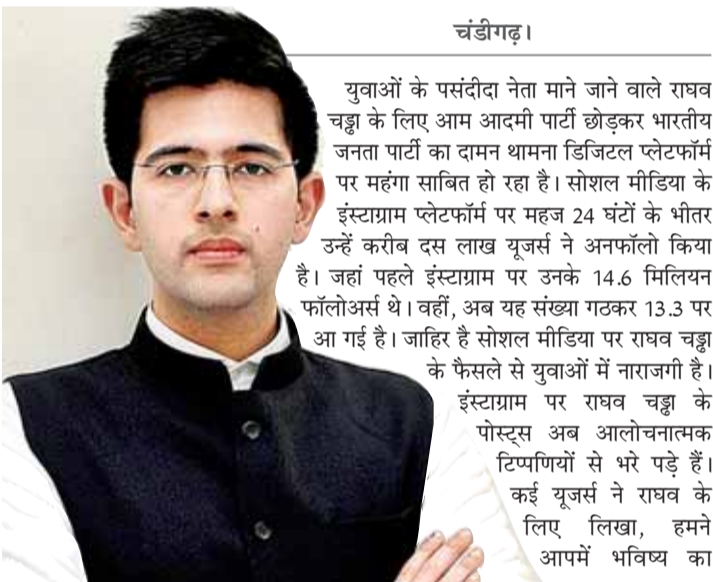 चंडीगढ़।
युवाओं के पसंदीदा नेता माने जाने वाले राघव
चड्ढा के लिए आम आदमी पार्टी छोड़कर भारतीय
जनता पार्टी का दामन थामना डिजिटल प्लेटफॉर्म
पर महंगा साबित हो रहा है। सोशल मीडिया के
इंस्टाग्राम प्लेटफॉर्म पर महज 24 घंटों के भीतर
उन्हें करीब दस लाख यूजर्स ने अनफॉलो किया
है। जहां पहले इंस्टाग्राम पर उनके 14.6 मिलियन
फॉलोअर्स थे। वहीं, अब यह संख्या गठकर 13.3 पर
आ गई है। जाहिर है सोशल मीडिया पर राघव चड्ढा
के फैसले से युवाओं में नाराजगी है।
इंस्टाग्राम पर राघव चड्ढा के
पोस्ट्स अब आलोचनात्मक
टिप्पणियों से भरे पड़े हैं।
कई यूजर्स ने राघव के
लिए लिखा, हमने
आपमें भविष्य का